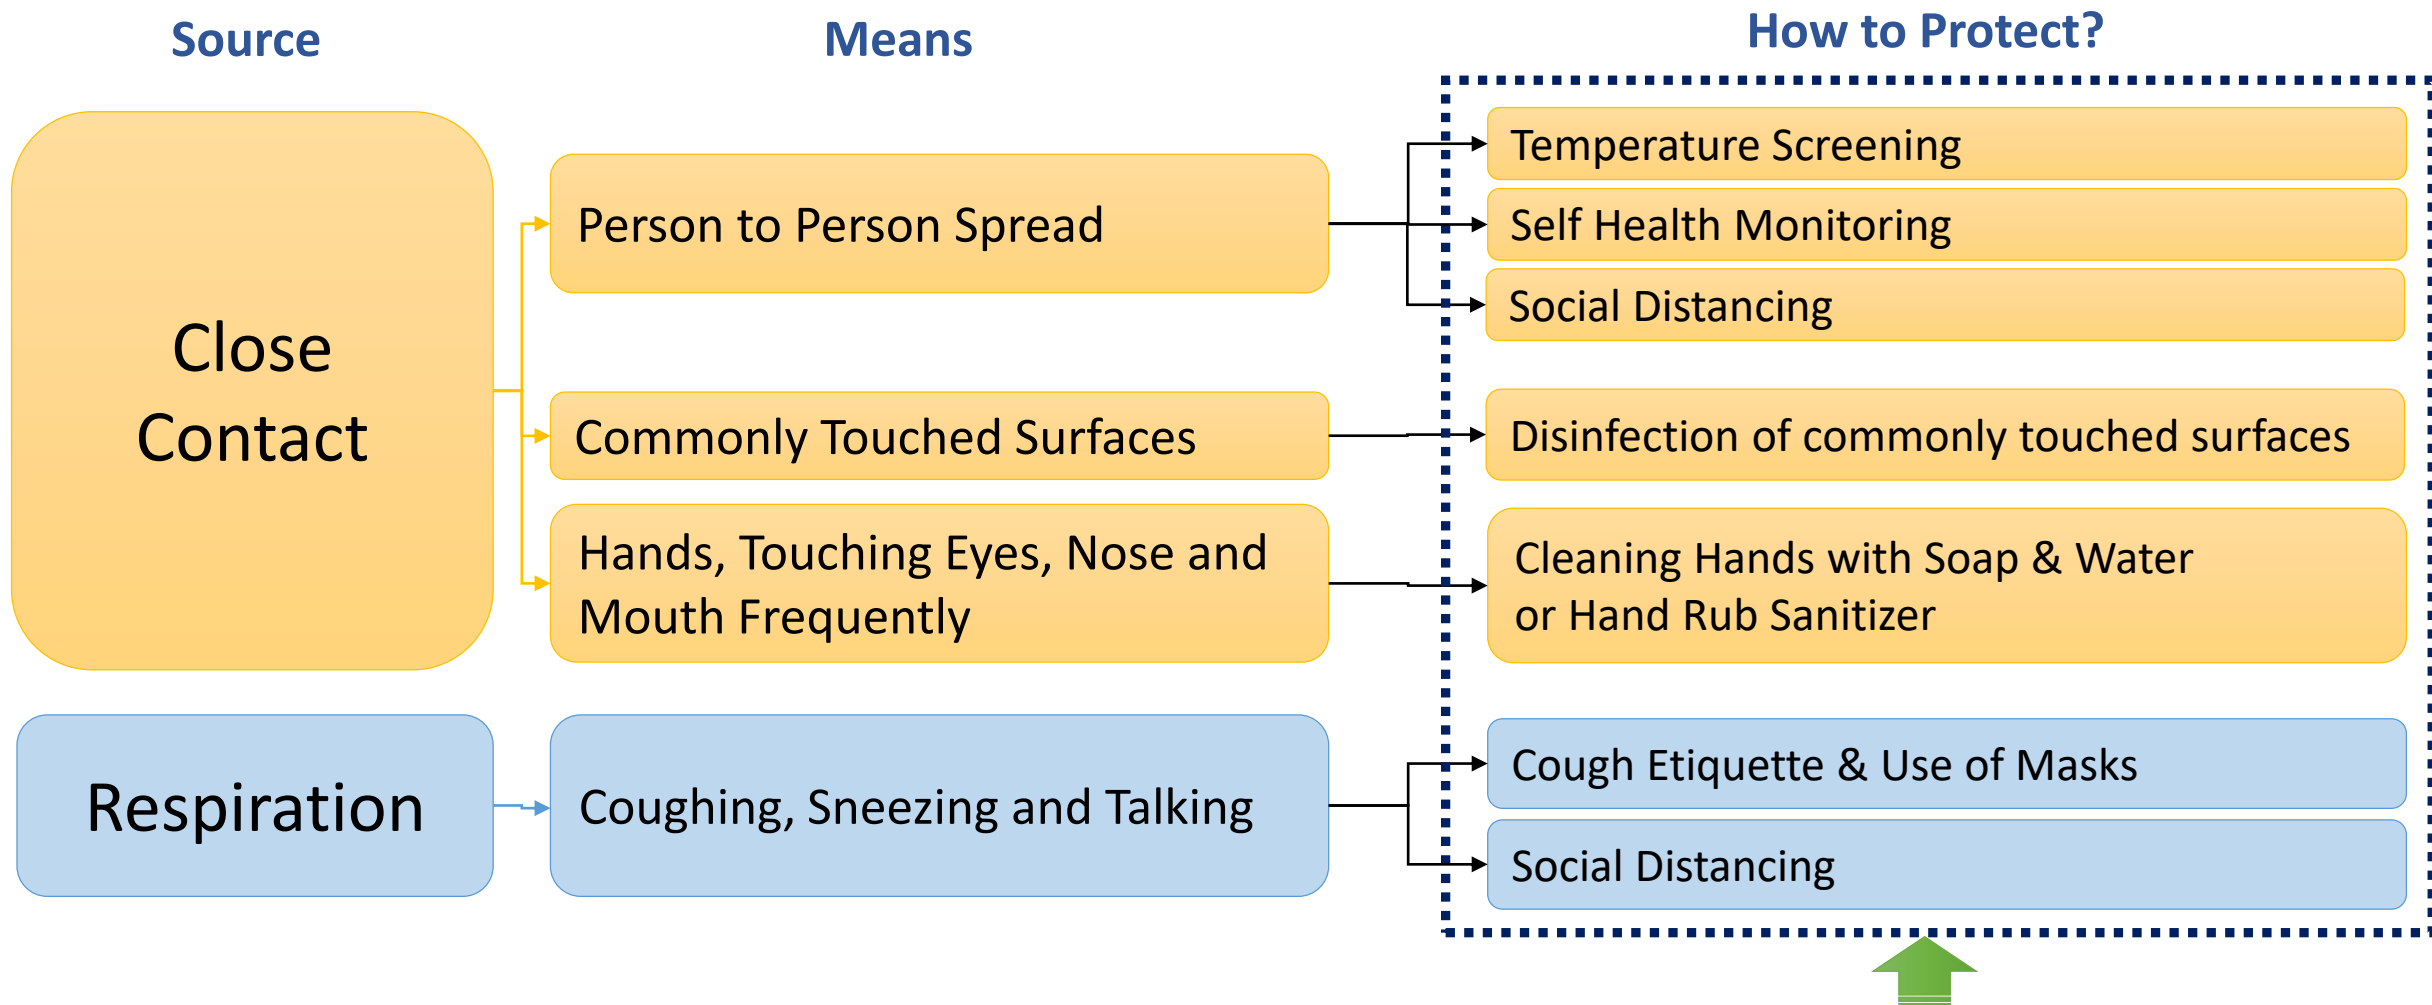 Source
Means
How to Protect?
Close
Contact
Person to Person Spread
Temperature Screening
Self Health Monitoring
Social Distancing
Commonly Touched Surfaces
Disinfection of commonly touched surfaces
Hands, Touching Eyes, Nose and
Mouth Frequently
Cleaning Hands with Soap & Water
or Hand Rub Sanitizer
Respiration
Coughing, Sneezing and Talking
Cough Etiquette & Use of Masks
Social Distancing